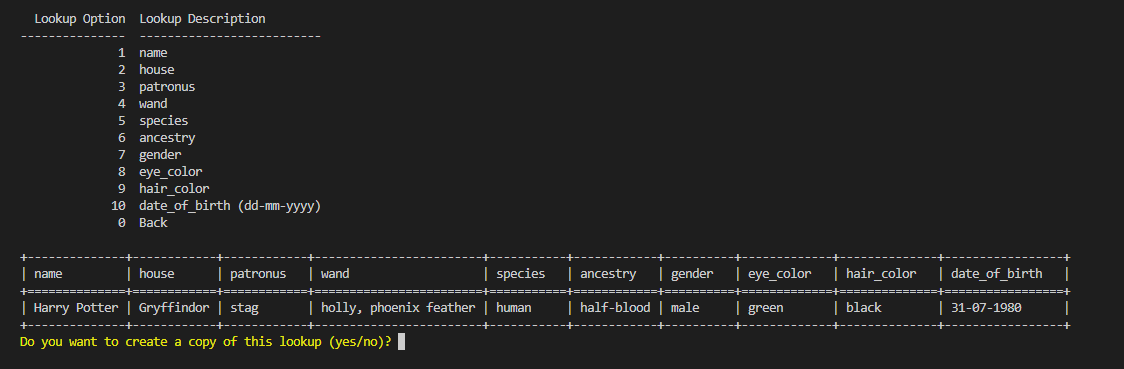 Lookup Option  Lookup Description
---------------  --------------------------
              1  name
              2  house
              3  patronus
              4  wand
              5  species
              6  ancestry
              7  gender
              8  eye_color
              9  hair_color
             10  date_of_birth (dd-mm-yyyy)
              0  Back

+--------------+------------+------------+------------------------+-----------+------------+----------+-------------+--------------+-----------------+
| name         | house      | patronus   | wand                   | species   | ancestry   | gender   | eye_color   | hair_color   | date_of_birth   |
+==============+============+============+========================+===========+============+==========+=============+==============+=================+
| Harry Potter | Gryffindor | stag       | holly, phoenix feather | human     | half-blood | male     | green       | black        | 31-07-1980      |
+--------------+------------+------------+------------------------+-----------+------------+----------+-------------+--------------+-----------------+
Do you want to create a copy of this lookup (yes/no)?